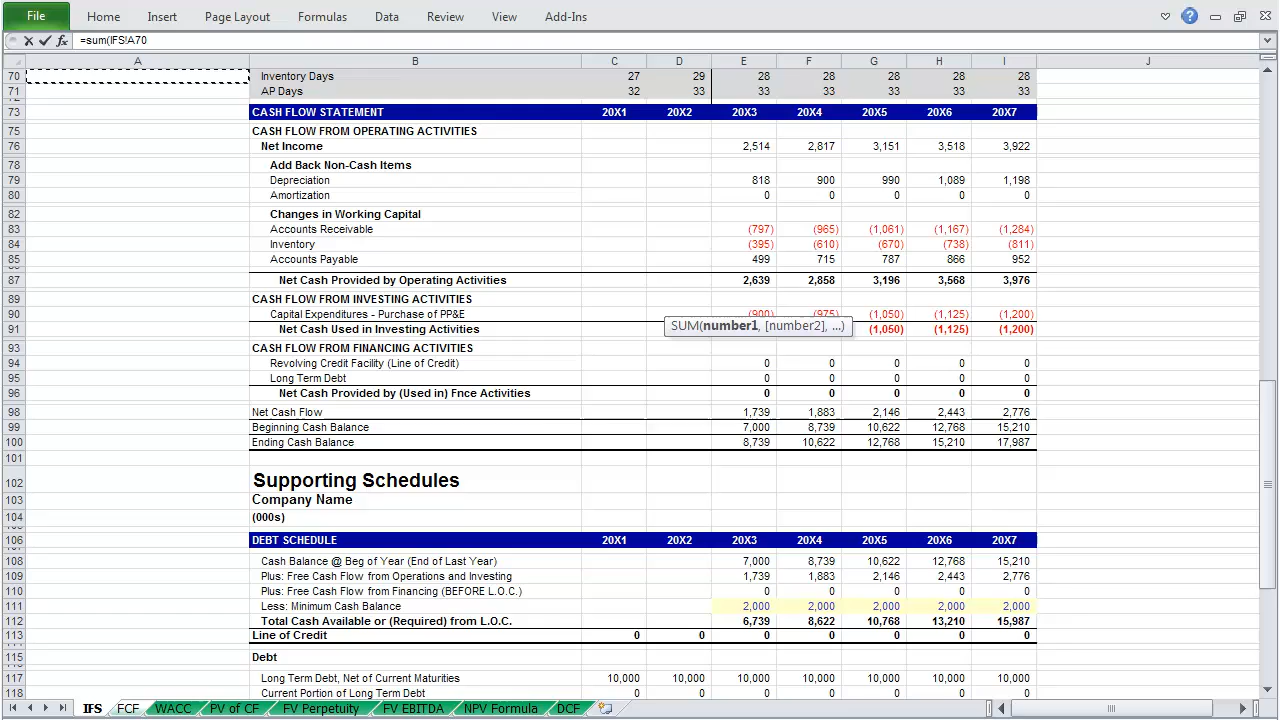 File Home Insert Page Layout Formulas Data Review View Add-Ins
=sum(IFS!A70
A B C D E F G H I J
70 Inventory Days 27 29 28 28 28 28 28
71 AP Days 32 33 33 33 33 33 33
73 CASH FLOW STATEMENT 20X1 20X2 20X3 20X4 20X5 20X6 20X7
75 CASH FLOW FROM OPERATING ACTIVITIES
76 Net Income 2,514 2,817 3,151 3,518 3,922
78 Add Back Non-Cash Items
79 Depreciation 818 900 990 1,089 1,198
80 Amortization 0 0 0 0 0
82 Changes in Working Capital
83 Accounts Receivable (797) (965) (1,061) (1,167) (1,284)
84 Inventory (395) (610) (670) (738) (811)
85 Accounts Payable 499 715 787 866 952
87 Net Cash Provided by Operating Activities 2,639 2,858 3,196 3,568 3,976
89 CASH FLOW FROM INVESTING ACTIVITIES
90 Capital Expenditures - Purchase of PP&E (900) (975) (1,050) (1,125) (1,200)
91 Net Cash Used in Investing Activities (1,050) (1,125) (1,200)
SUM(number1, [number2], ...)
93 CASH FLOW FROM FINANCING ACTIVITIES
94 Revolving Credit Facility (Line of Credit) 0 0 0 0 0
95 Long Term Debt 0 0 0 0 0
96 Net Cash Provided by (Used in) Fnce Activities 0 0 0 0 0
98 Net Cash Flow 1,739 1,883 2,146 2,443 2,776
99 Beginning Cash Balance 7,000 8,739 10,622 12,768 15,210
100 Ending Cash Balance 8,739 10,622 12,768 15,210 17,987
101
102 Supporting Schedules
103 Company Name
104 (000s)
106 DEBT SCHEDULE 20X1 20X2 20X3 20X4 20X5 20X6 20X7
108 Cash Balance @ Beg of Year (End of Last Year) 7,000 8,739 10,622 12,768 15,210
109 Plus: Free Cash Flow from Operations and Investing 1,739 1,883 2,146 2,443 2,776
110 Plus: Free Cash Flow from Financing (BEFORE L.O.C.) 0 0 0 0 0
111 Less: Minimum Cash Balance 2,000 2,000 2,000 2,000 2,000
112 Total Cash Available or (Required) from L.O.C. 6,739 8,622 10,768 13,210 15,987
113 Line of Credit 0 0 0 0 0 0 0
115 Debt
117 Long Term Debt, Net of Current Maturities 10,000 10,000 10,000 10,000 10,000 10,000 10,000
118 Current Portion of Long Term Debt 0 0 0 0 0 0 0
IFS FCF WACC PV of CF FV Perpetuity FV EBITDA NPV Formula DCF